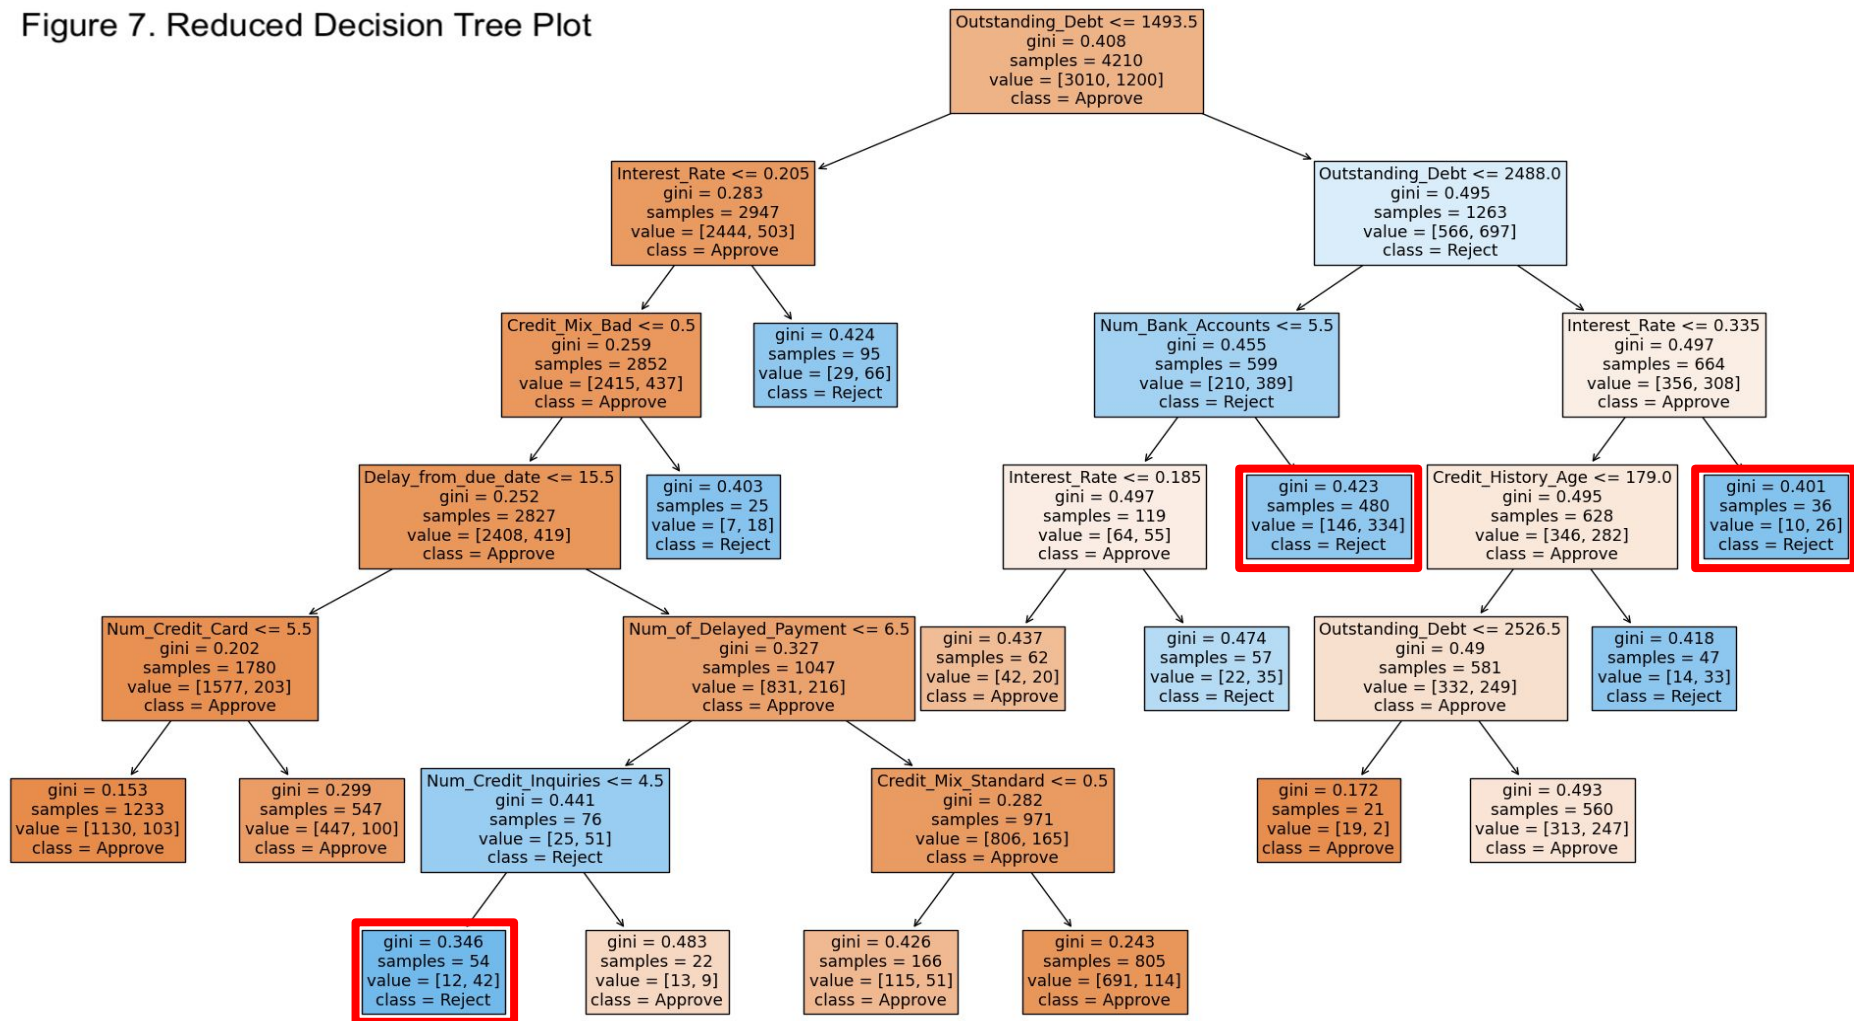 Figure 7. Reduced Decision Tree Plot
Outstanding_Debt <= 1493.5
gini = 0.408
samples = 4210
value = [3010, 1200]
class = Approve
Interest_Rate <= 0.205
gini = 0.283
samples = 2947
value = [2444, 503]
class = Approve
Outstanding_Debt <= 2488.0
gini = 0.495
samples = 1263
value = [566, 697]
class = Reject
Credit_Mix_Bad <= 0.5
gini = 0.259
samples = 2852
value = [2415, 437]
class = Approve
gini = 0.424
samples = 95
value = [29, 66]
class = Reject
Num_Bank_Accounts <= 5.5
gini = 0.455
samples = 599
value = [210, 389]
class = Reject
Interest_Rate <= 0.335
gini = 0.497
samples = 664
value = [356, 308]
class = Approve
Delay_from_due_date <= 15.5
gini = 0.252
samples = 2827
value = [2408, 419]
class = Approve
gini = 0.403
samples = 25
value = [7, 18]
class = Reject
Interest_Rate <= 0.185
gini = 0.497
samples = 119
value = [64, 55]
class = Approve
gini = 0.423
samples = 480
value = [146, 334]
class = Reject
Credit_History_Age <= 179.0
gini = 0.495
samples = 628
value = [346, 282]
class = Approve
gini = 0.401
samples = 36
value = [10, 26]
class = Reject
Num_Credit_Card <= 5.5
gini = 0.202
samples = 1780
value = [1577, 203]
class = Approve
Num_of_Delayed_Payment <= 6.5
gini = 0.327
samples = 1047
value = [831, 216]
class = Approve
gini = 0.437
samples = 62
value = [42, 20]
class = Approve
gini = 0.474
samples = 57
value = [22, 35]
class = Reject
Outstanding_Debt <= 2526.5
gini = 0.49
samples = 581
value = [332, 249]
class = Approve
gini = 0.418
samples = 47
value = [14, 33]
class = Reject
gini = 0.153
samples = 1233
value = [1130, 103]
class = Approve
gini = 0.299
samples = 547
value = [447, 100]
class = Approve
Num_Credit_Inquiries <= 4.5
gini = 0.441
samples = 76
value = [25, 51]
class = Reject
Credit_Mix_Standard <= 0.5
gini = 0.282
samples = 971
value = [806, 165]
class = Approve
gini = 0.172
samples = 21
value = [19, 2]
class = Approve
gini = 0.493
samples = 560
value = [313, 247]
class = Approve
gini = 0.346
samples = 54
value = [12, 42]
class = Reject
gini = 0.483
samples = 22
value = [13, 9]
class = Approve
gini = 0.426
samples = 166
value = [115, 51]
class = Approve
gini = 0.243
samples = 805
value = [691, 114]
class = Approve